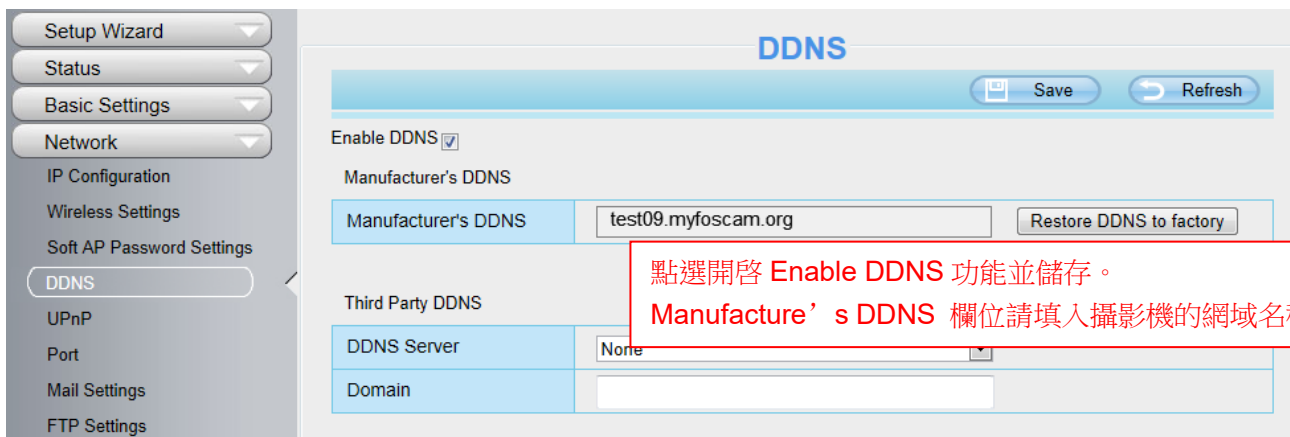 Setup Wizard
Status
Basic Settings
Network
IP Configuration
Wireless Settings
Soft AP Password Settings
DDNS
UPnP
Port
Mail Settings
FTP Settings
DDNS
Save Refresh
Enable DDNS
Manufacturer's DDNS
Manufacturer's DDNS test09.myfoscam.org Restore DDNS to factory
點選開啓 Enable DDNS 功能並儲存。
Manufacture’s DDNS 欄位請填入攝影機的網域名
Third Party DDNS
DDNS Server None
Domain